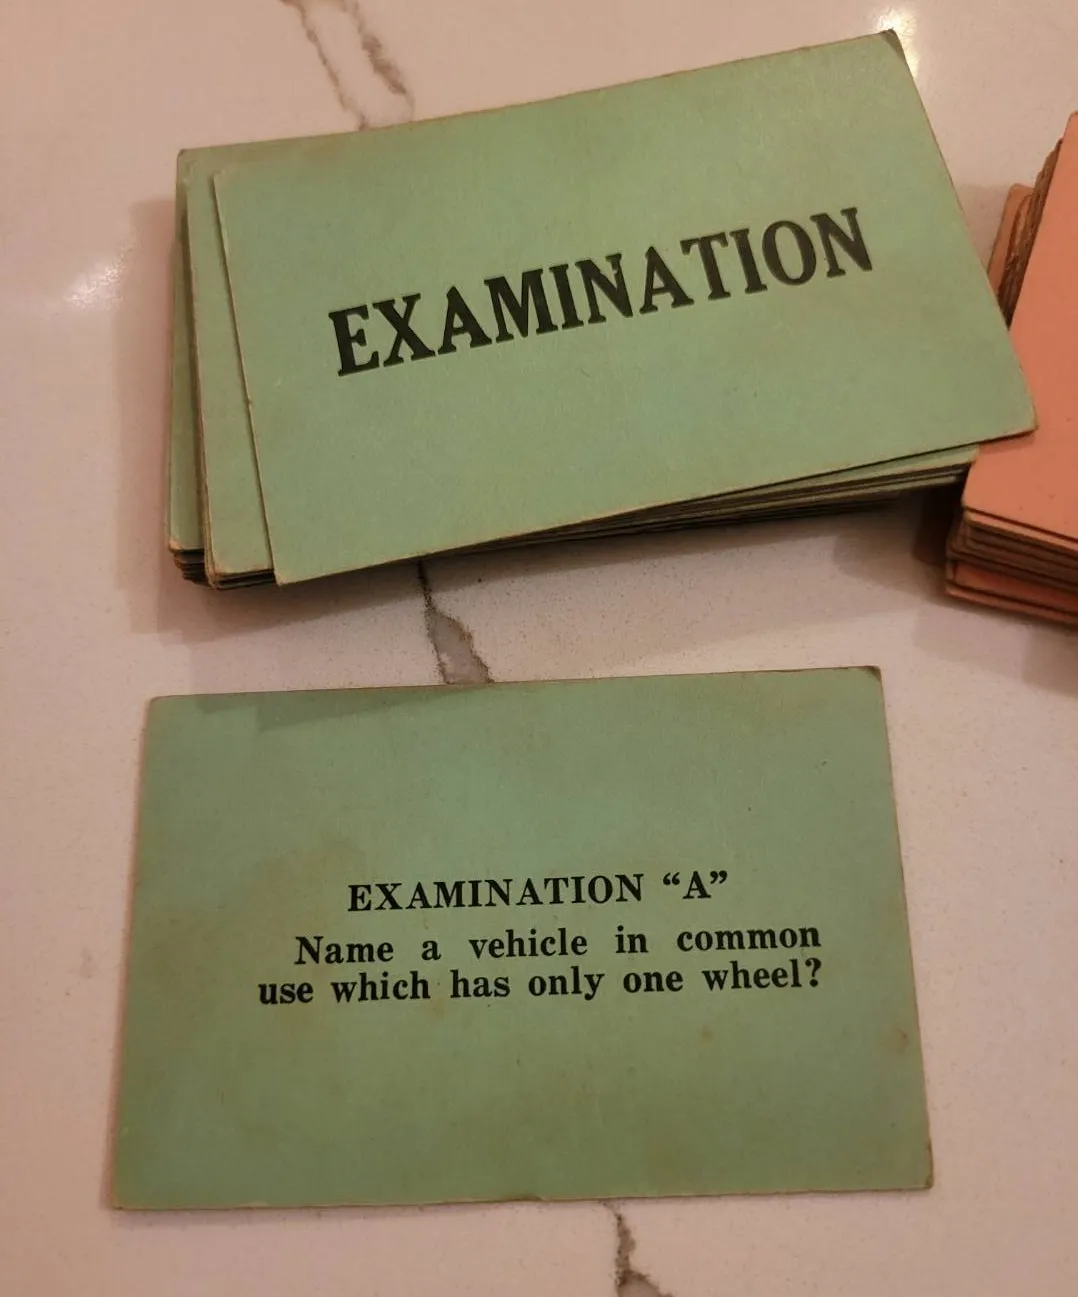 EXAMINATION
EXAMINATION “A”
Name a vehicle in common
use which has only one wheel?